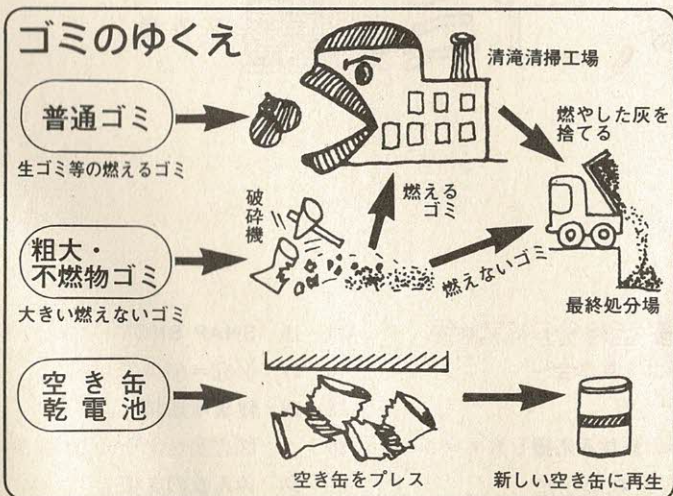 ゴミのゆくえ
清滝清掃工場
普通ゴミ
生ゴミ等の燃えるゴミ
燃やした灰を
捨てる
破砕機
燃える
ゴミ
粗大・
不燃物ゴミ
大きい燃えないゴミ
燃えないゴミ
最終処分場
空き缶
乾電池
空き缶をプレス
新しい空き缶に再生